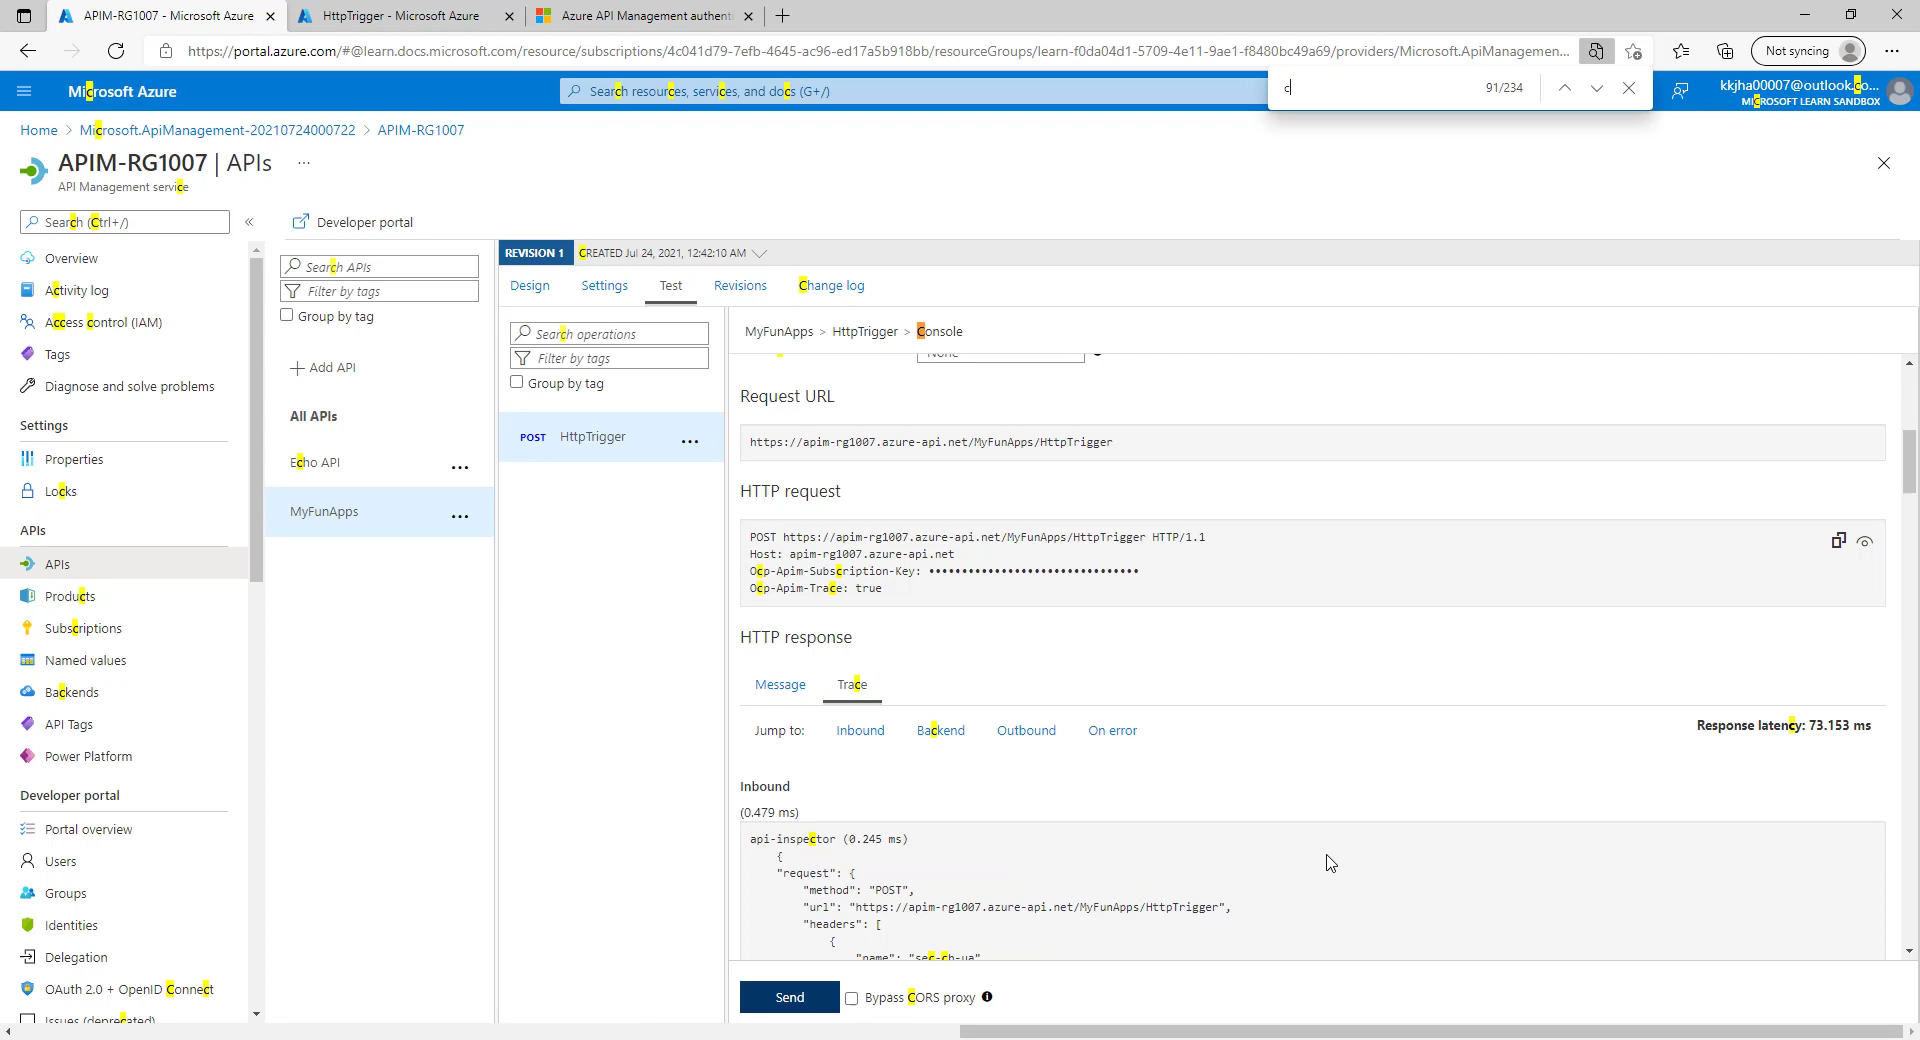 APIM-RG1007 - Microsoft Azure
HttpTrigger - Microsoft Azure
Azure API Management authenti
https://portal.azure.com/#@learn.docs.microsoft.com/resource/subscriptions/4c041d79-7efb-4645-ac96-ed17a5b918bb/resourceGroups/learn-f0da04d1-5709-4e11-9ae1-f8480bc49a69/providers/Microsoft.ApiManagemen...
Not syncing
Microsoft Azure
Search resources, services, and docs (G+/)
c
91/234
kkjha00007@outlook.co...
MICROSOFT LEARN SANDBOX
Home > Microsoft.ApiManagement-20210724000722 > APIM-RG1007
APIM-RG1007 | APIs ...
API Management service
Search (Ctrl+/)
«
Overview
Activity log
Access control (IAM)
Tags
Diagnose and solve problems
Settings
Properties
Locks
APIs
APIs
Products
Subscriptions
Named values
Backends
API Tags
Power Platform
Developer portal
Portal overview
Users
Groups
Identities
Delegation
OAuth 2.0 + OpenID Connect
Issues (deprecated)
Developer portal
Search APIs
Filter by tags
Group by tag
Add API
All APIs
Echo API
MyFunApps
REVISION 1
CREATED Jul 24, 2021, 12:42:10 AM
Design
Settings
Test
Revisions
Change log
Search operations
Filter by tags
Group by tag
POST HttpTrigger
MyFunApps > HttpTrigger > Console
None
Request URL
https://apim-rg1007.azure-api.net/MyFunApps/HttpTrigger
HTTP request
POST https://apim-rg1007.azure-api.net/MyFunApps/HttpTrigger HTTP/1.1
Host: apim-rg1007.azure-api.net
Ocp-Apim-Subscription-Key: ••••••••••••••••••••••••••••••••
Ocp-Apim-Trace: true
HTTP response
Message
Trace
Jump to:
Inbound
Backend
Outbound
On error
Response latency: 73.153 ms
Inbound
(0.479 ms)
api-inspector (0.245 ms)
{
"request": {
"method": "POST",
"url": "https://apim-rg1007.azure-api.net/MyFunApps/HttpTrigger",
"headers": [
{
"name": "sec-ch-ua"
Send
Bypass CORS proxy